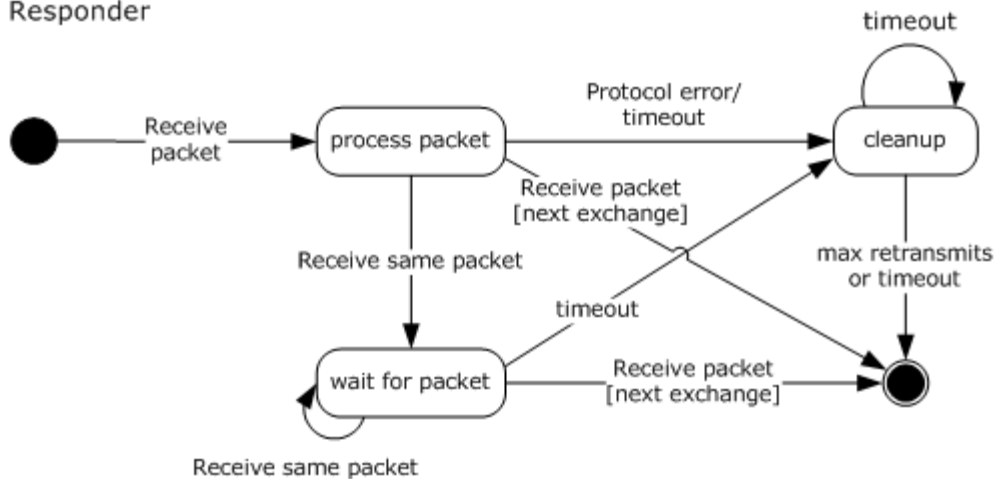 Responder
timeout
Protocol error/
timeout
Receive
packet
process packet
cleanup
Receive packet
[next exchange]
Receive same packet
max retransmits
or timeout
timeout
wait for packet
Receive packet
[next exchange]
Receive same packet